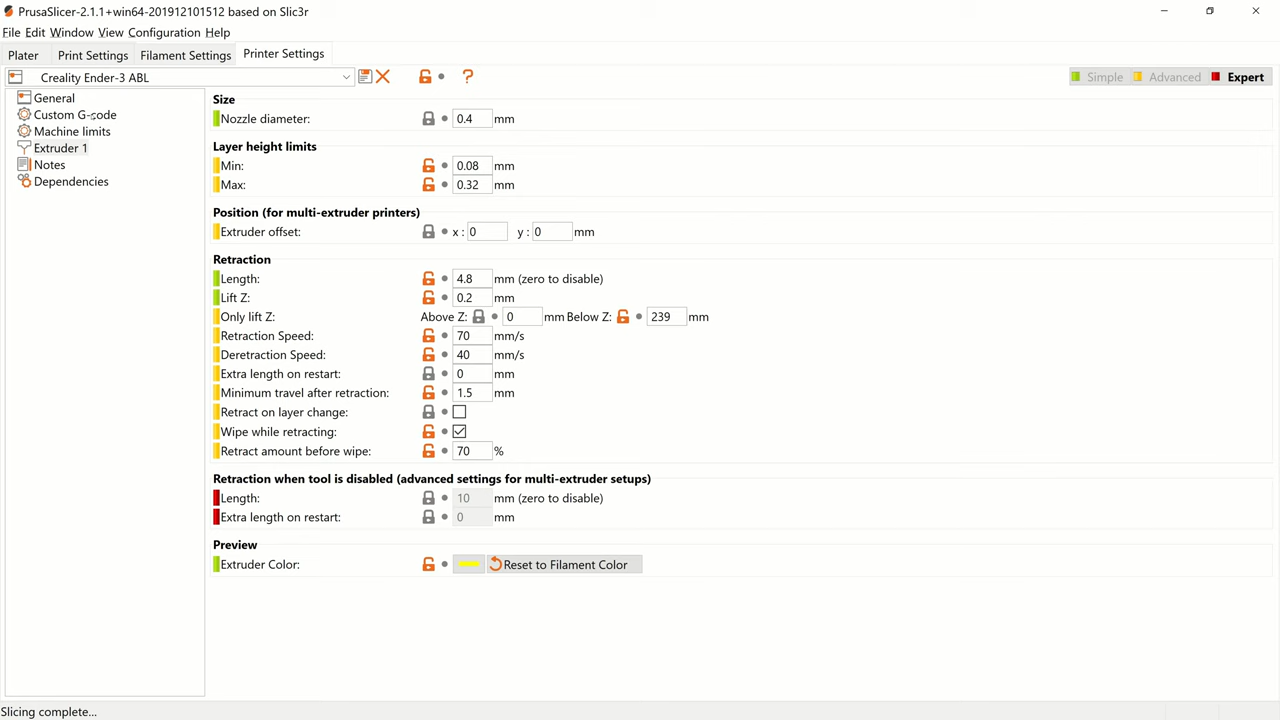 PrusaSlicer-2.1.1+win64-201912101512 based on Slic3r
File Edit Window View Configuration Help
Plater Print Settings Filament Settings Printer Settings
Creality Ender-3 ABL
? Simple Advanced Expert
General
Custom G-code
Machine limits
Extruder 1
Notes
Dependencies
Size
Nozzle diameter: 0.4 mm
Layer height limits
Min: 0.08 mm
Max: 0.32 mm
Position (for multi-extruder printers)
Extruder offset: x : 0 y : 0 mm
Retraction
Length: 4.8 mm (zero to disable)
Lift Z: 0.2 mm
Only lift Z: Above Z: 0 mm Below Z: 239 mm
Retraction Speed: 70 mm/s
Deretraction Speed: 40 mm/s
Extra length on restart: 0 mm
Minimum travel after retraction: 1.5 mm
Retract on layer change:
Wipe while retracting:
Retract amount before wipe: 70 %
Retraction when tool is disabled (advanced settings for multi-extruder setups)
Length: 10 mm (zero to disable)
Extra length on restart: 0 mm
Preview
Extruder Color: Reset to Filament Color
Slicing complete...